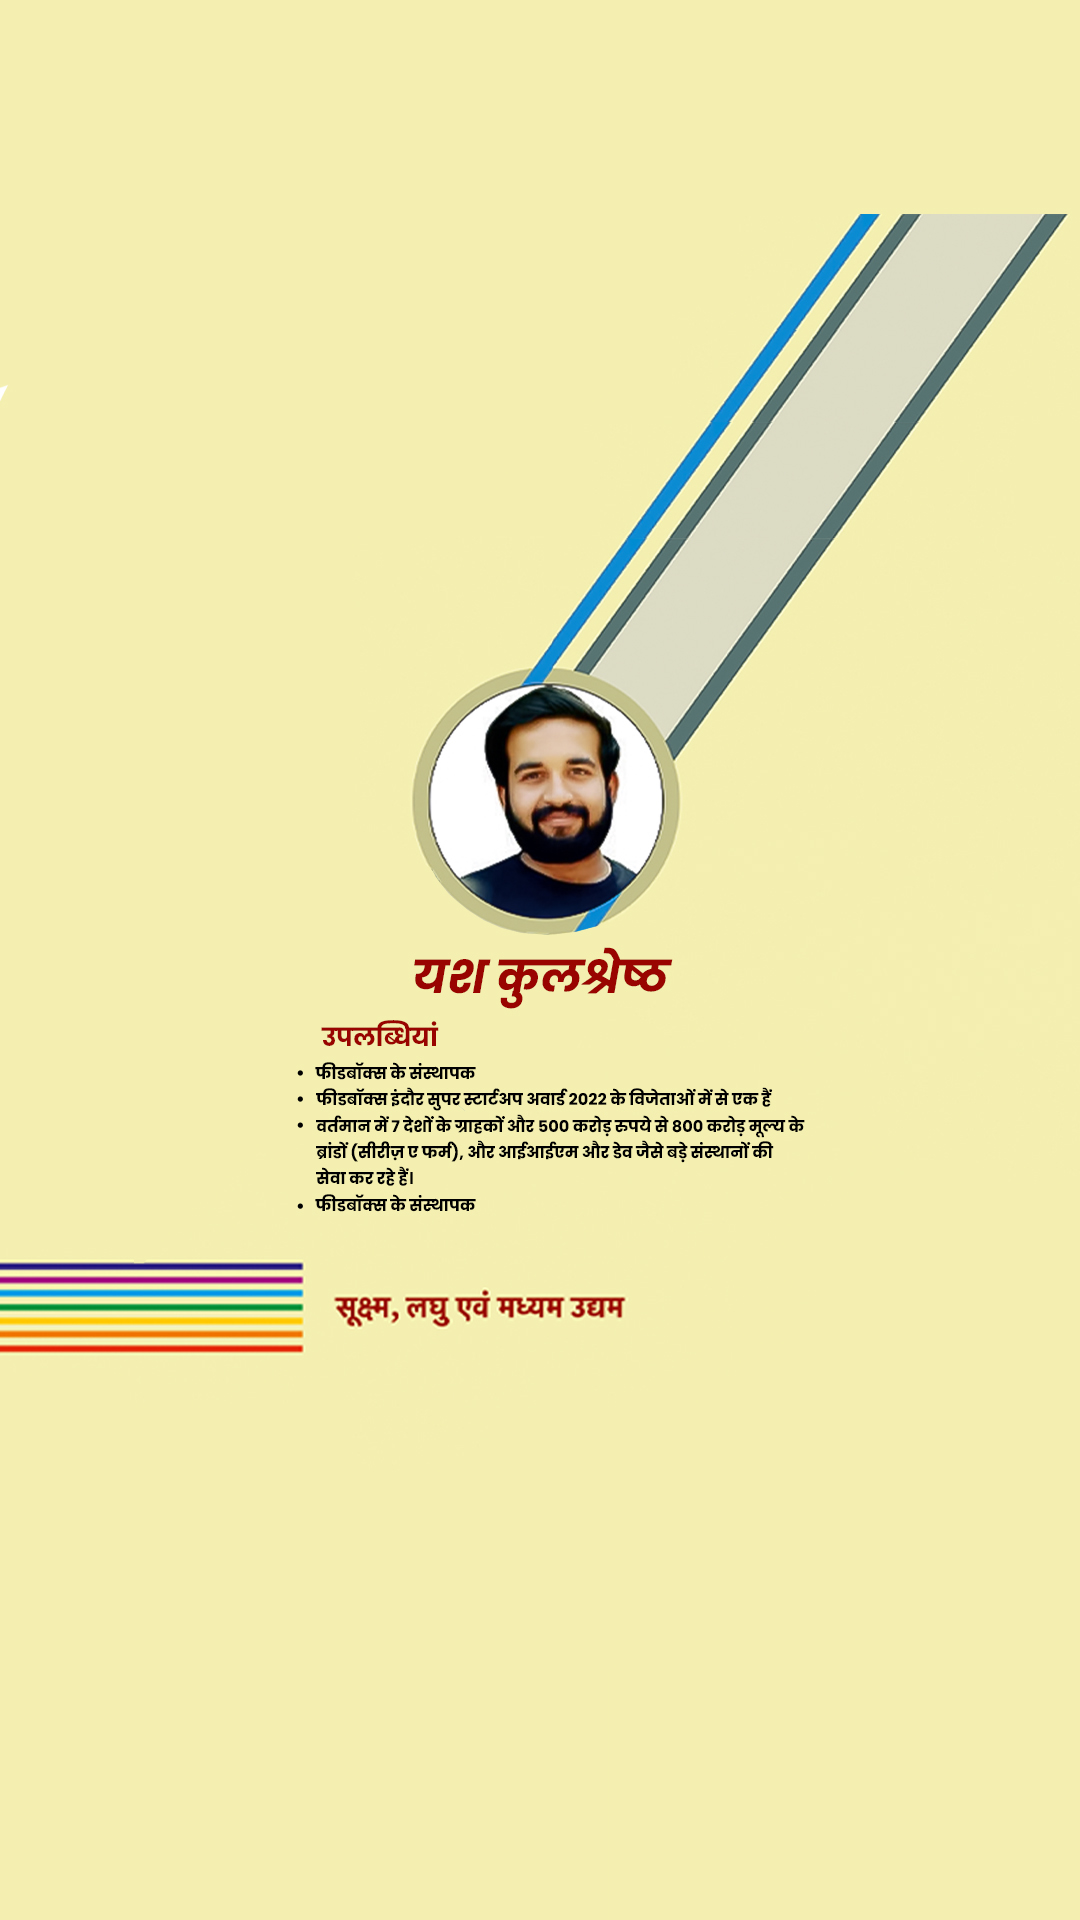 यश कुलश्रेष्ठ
उपलब्धियां
• फीडबॉक्स के संस्थापक
• फीडबॉक्स इंदौर सुपर स्टार्टअप अवार्ड 2022 के विजेताओं में से एक हैं
• वर्तमान में 7 देशों के ग्राहकों और 500 करोड़ रुपये से 800 करोड़ मूल्य के
ब्रांडों (सीरीज़ ए फर्म), और आईआईएम और डेव जैसे बड़े संस्थानों की
सेवा कर रहे हैं।
• फीडबॉक्स के संस्थापक
सूक्ष्म, लघु एवं मध्यम उद्यम